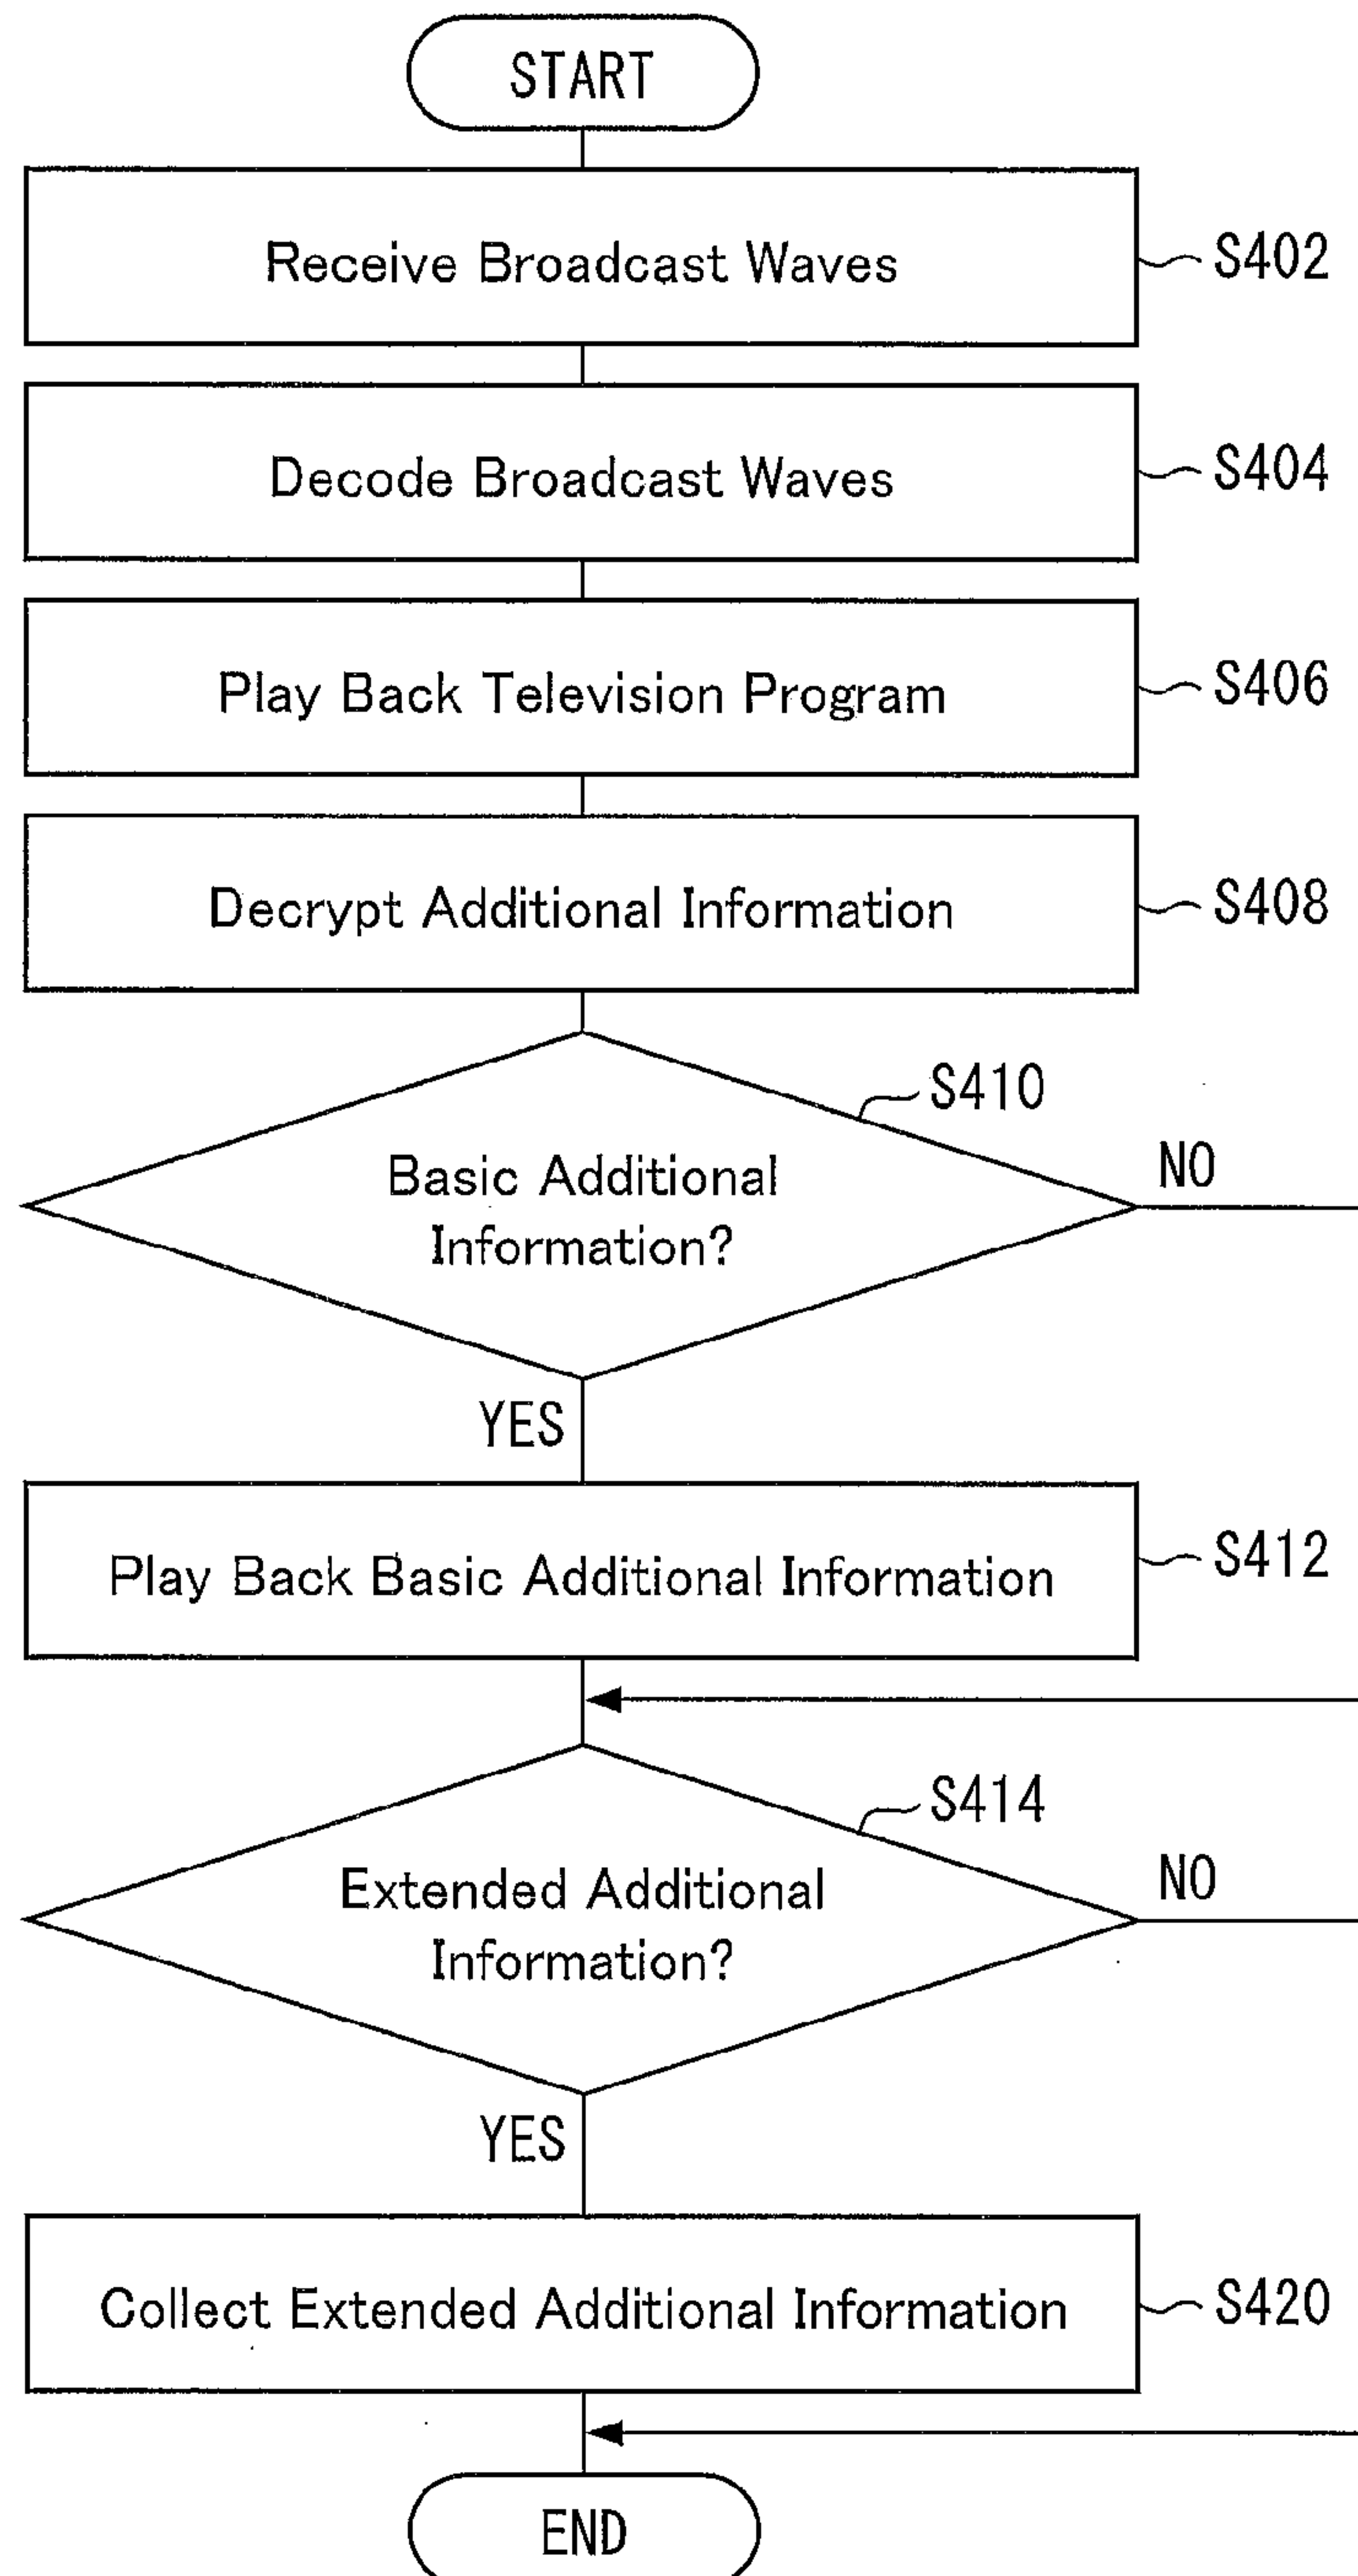 START
Receive Broadcast Waves
S402
Decode Broadcast Waves
S404
Play Back Television Program
S406
Decrypt Additional Information
S408
S410
NO
Basic Additional
Information?
YES
Play Back Basic Additional Information
S412
S414
NO
Extended Additional
Information?
YES
Collect Extended Additional Information
S420
END